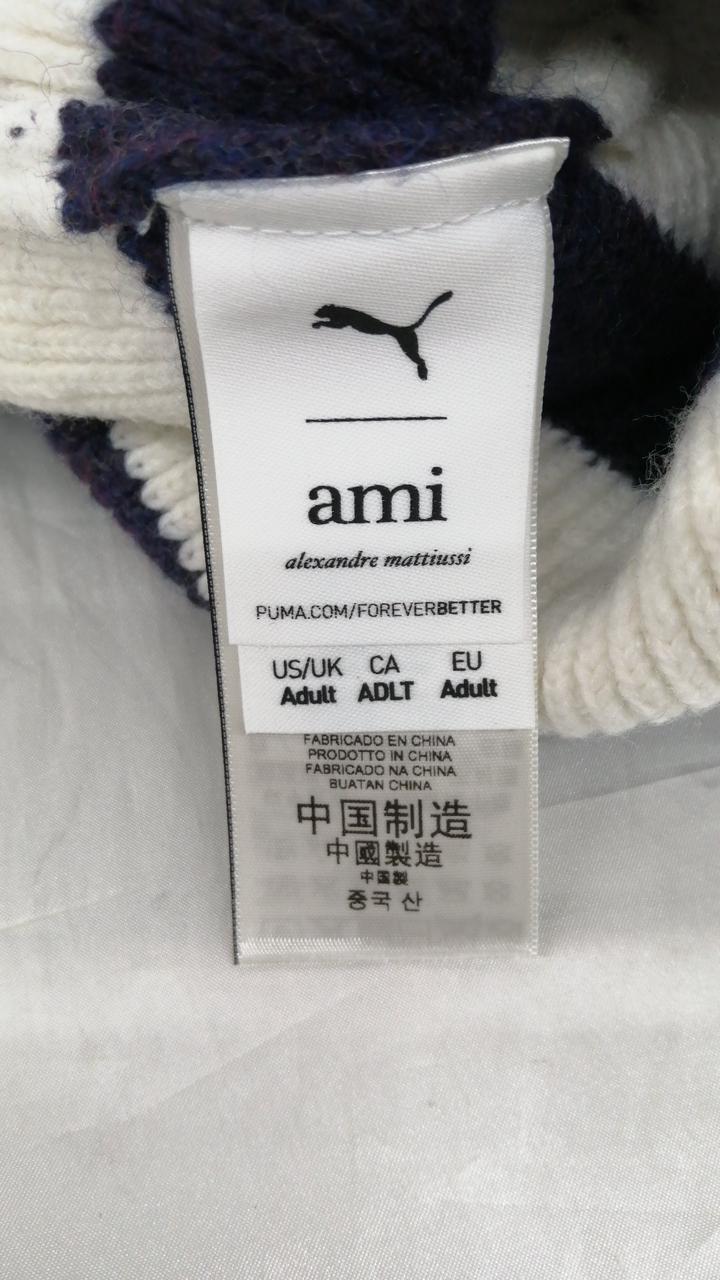 ami
alexandre mattiussi
PUMA.COM/FOREVERBETTER
US/UK CA EU
Adult ADLT Adult
FABRICADO EN CHINA
PRODOTTO IN CHINA
FABRICADO NA CHINA
BUATAN CHINA
中国制造
中國製造
中国製
중국 산